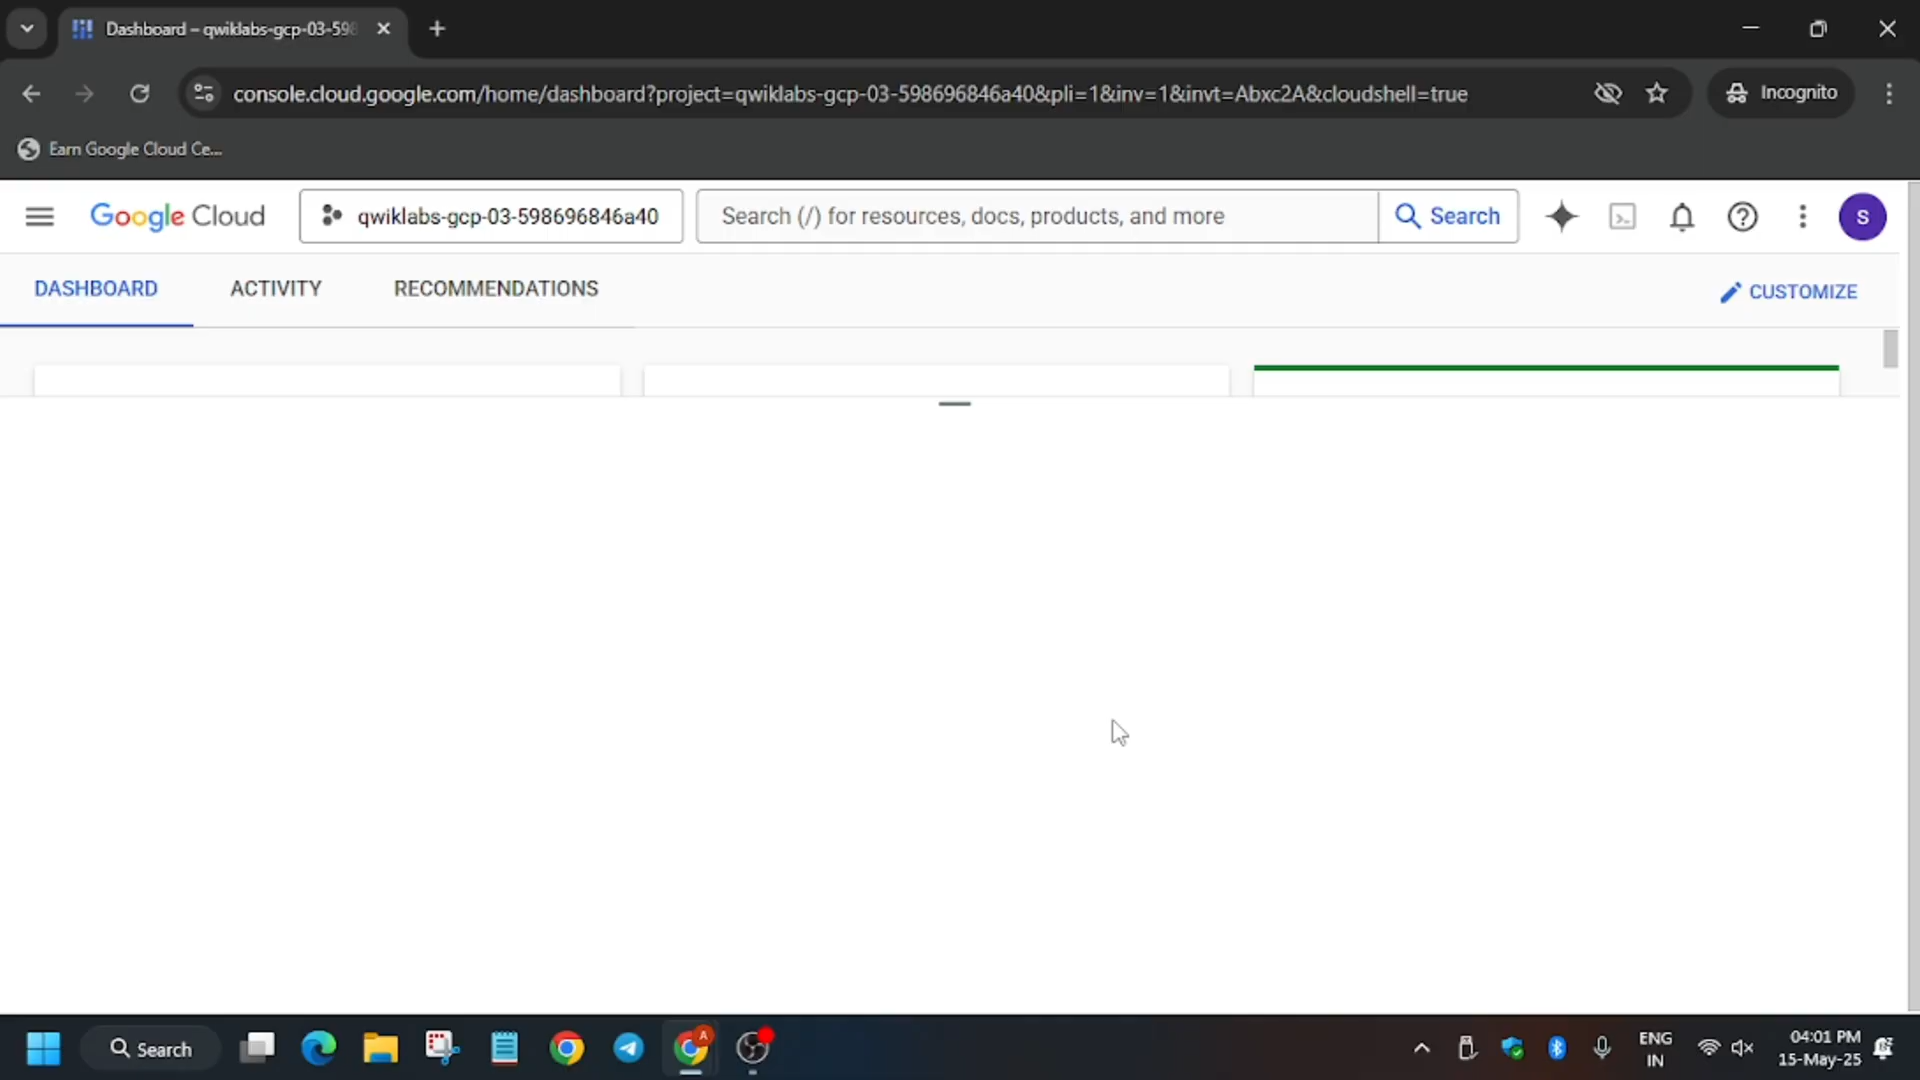 Dashboard – qwiklabs-gcp-03-598
console.cloud.google.com/home/dashboard?project=qwiklabs-gcp-03-598696846a40&pli=1&inv=1&invt=Abxc2A&cloudshell=true
Incognito
Earn Google Cloud Ce...
Google Cloud
qwiklabs-gcp-03-598696846a40
Search (/) for resources, docs, products, and more
Search
S
DASHBOARD
ACTIVITY
RECOMMENDATIONS
CUSTOMIZE
Search
A
ENG
IN
04:01 PM
15-May-25